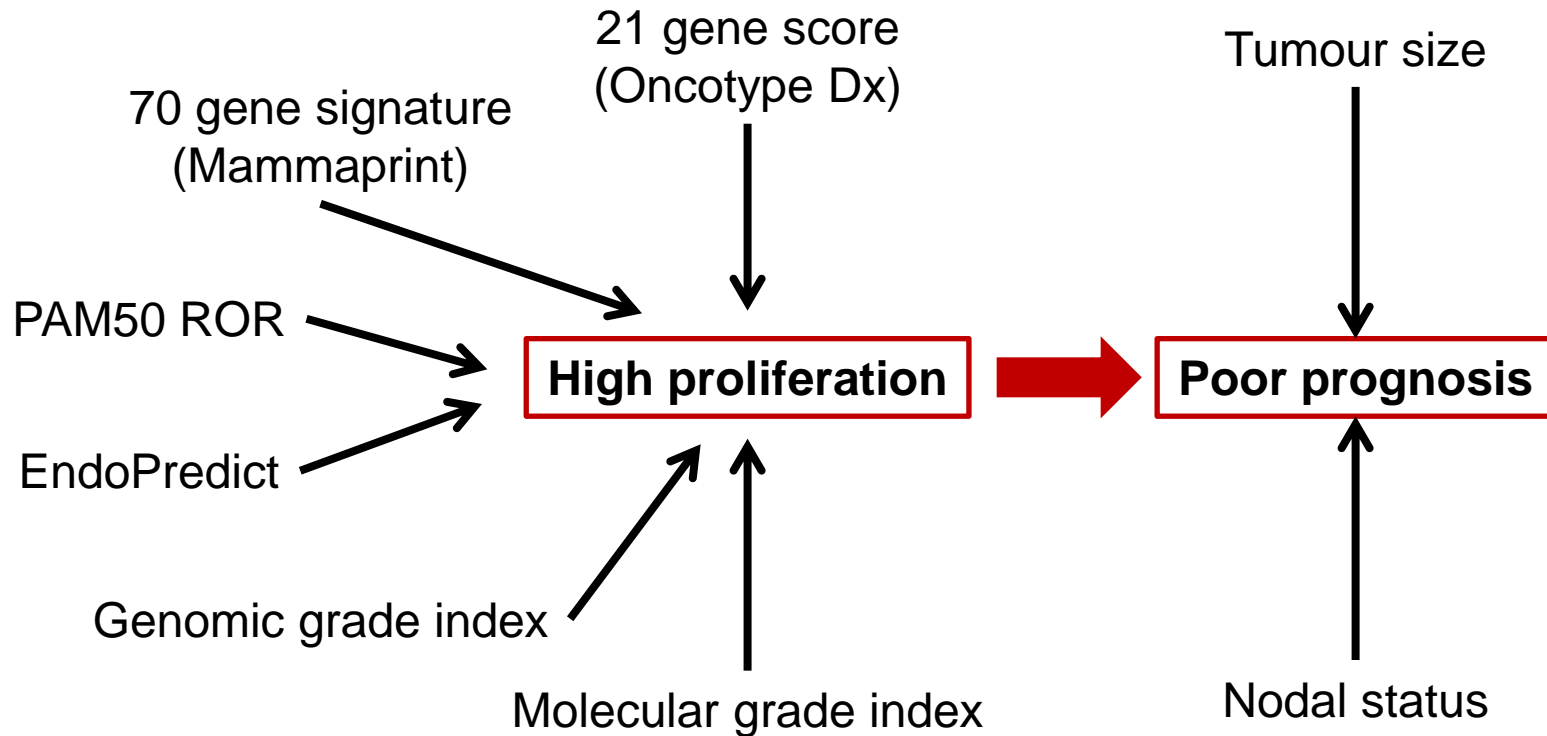 21 gene score
(Oncotype Dx)
Tumour size
70 gene signature
(Mammaprint)
PAM50 ROR
High proliferation
Poor prognosis
EndoPredict
Genomic grade index
Molecular grade index
Nodal status